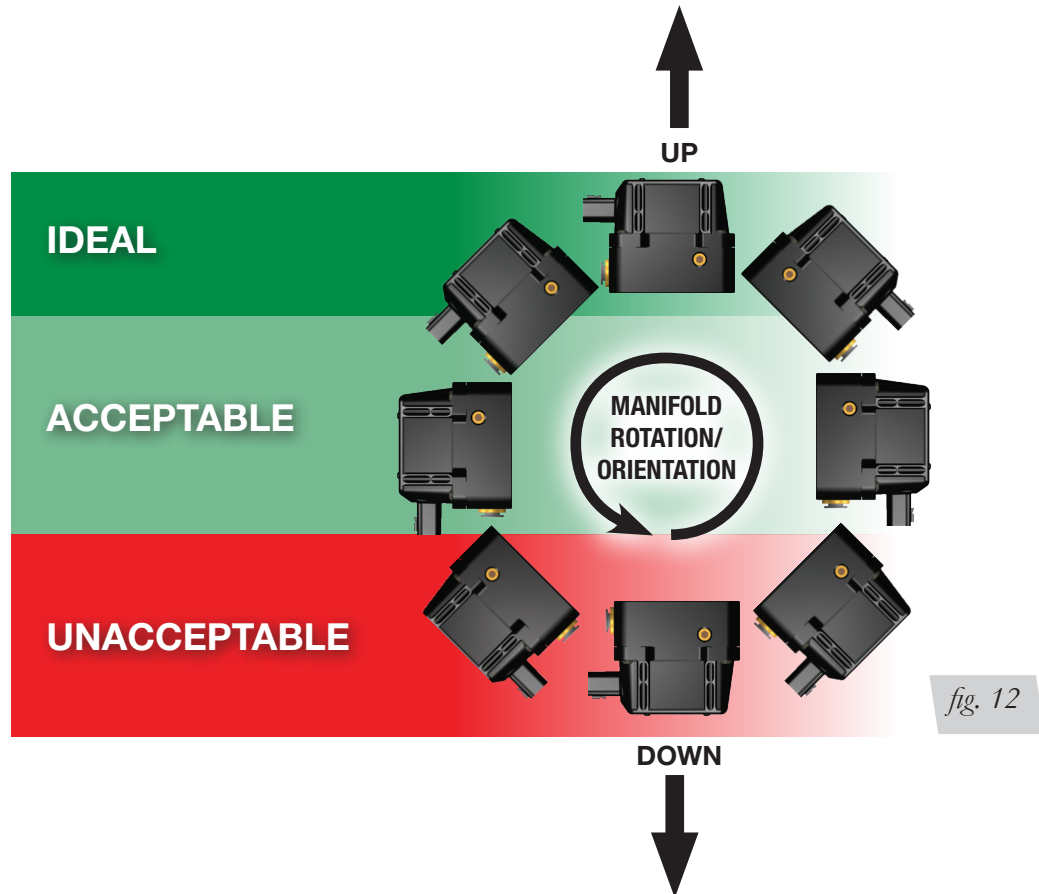 UP
IDEAL
ACCEPTABLE
MANIFOLD
ROTATION/
ORIENTATION
UNACCEPTABLE
fig. 12
DOWN